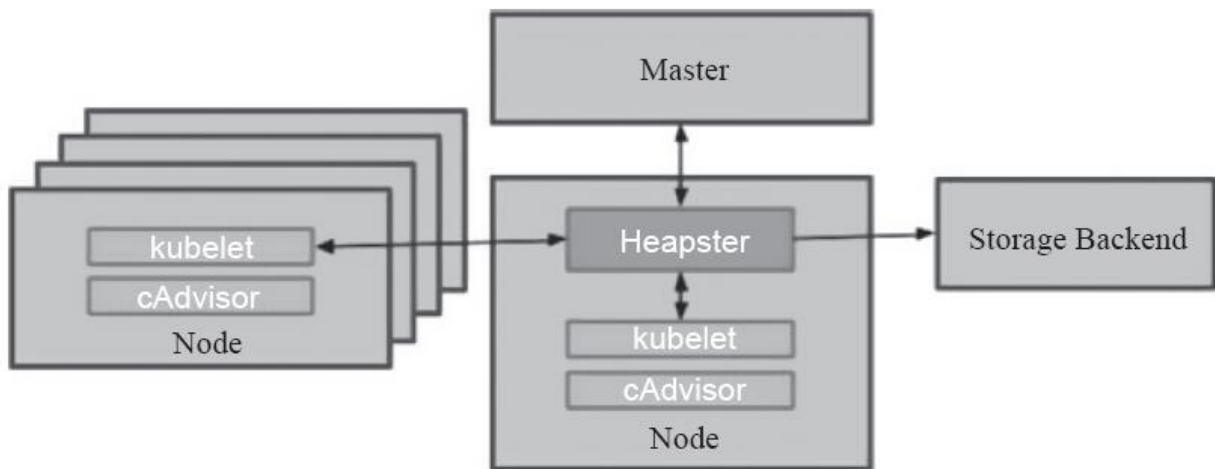 Master
kubelet
cAdvisor
Node
Heapster
kubelet
cAdvisor
Node
Storage Backend